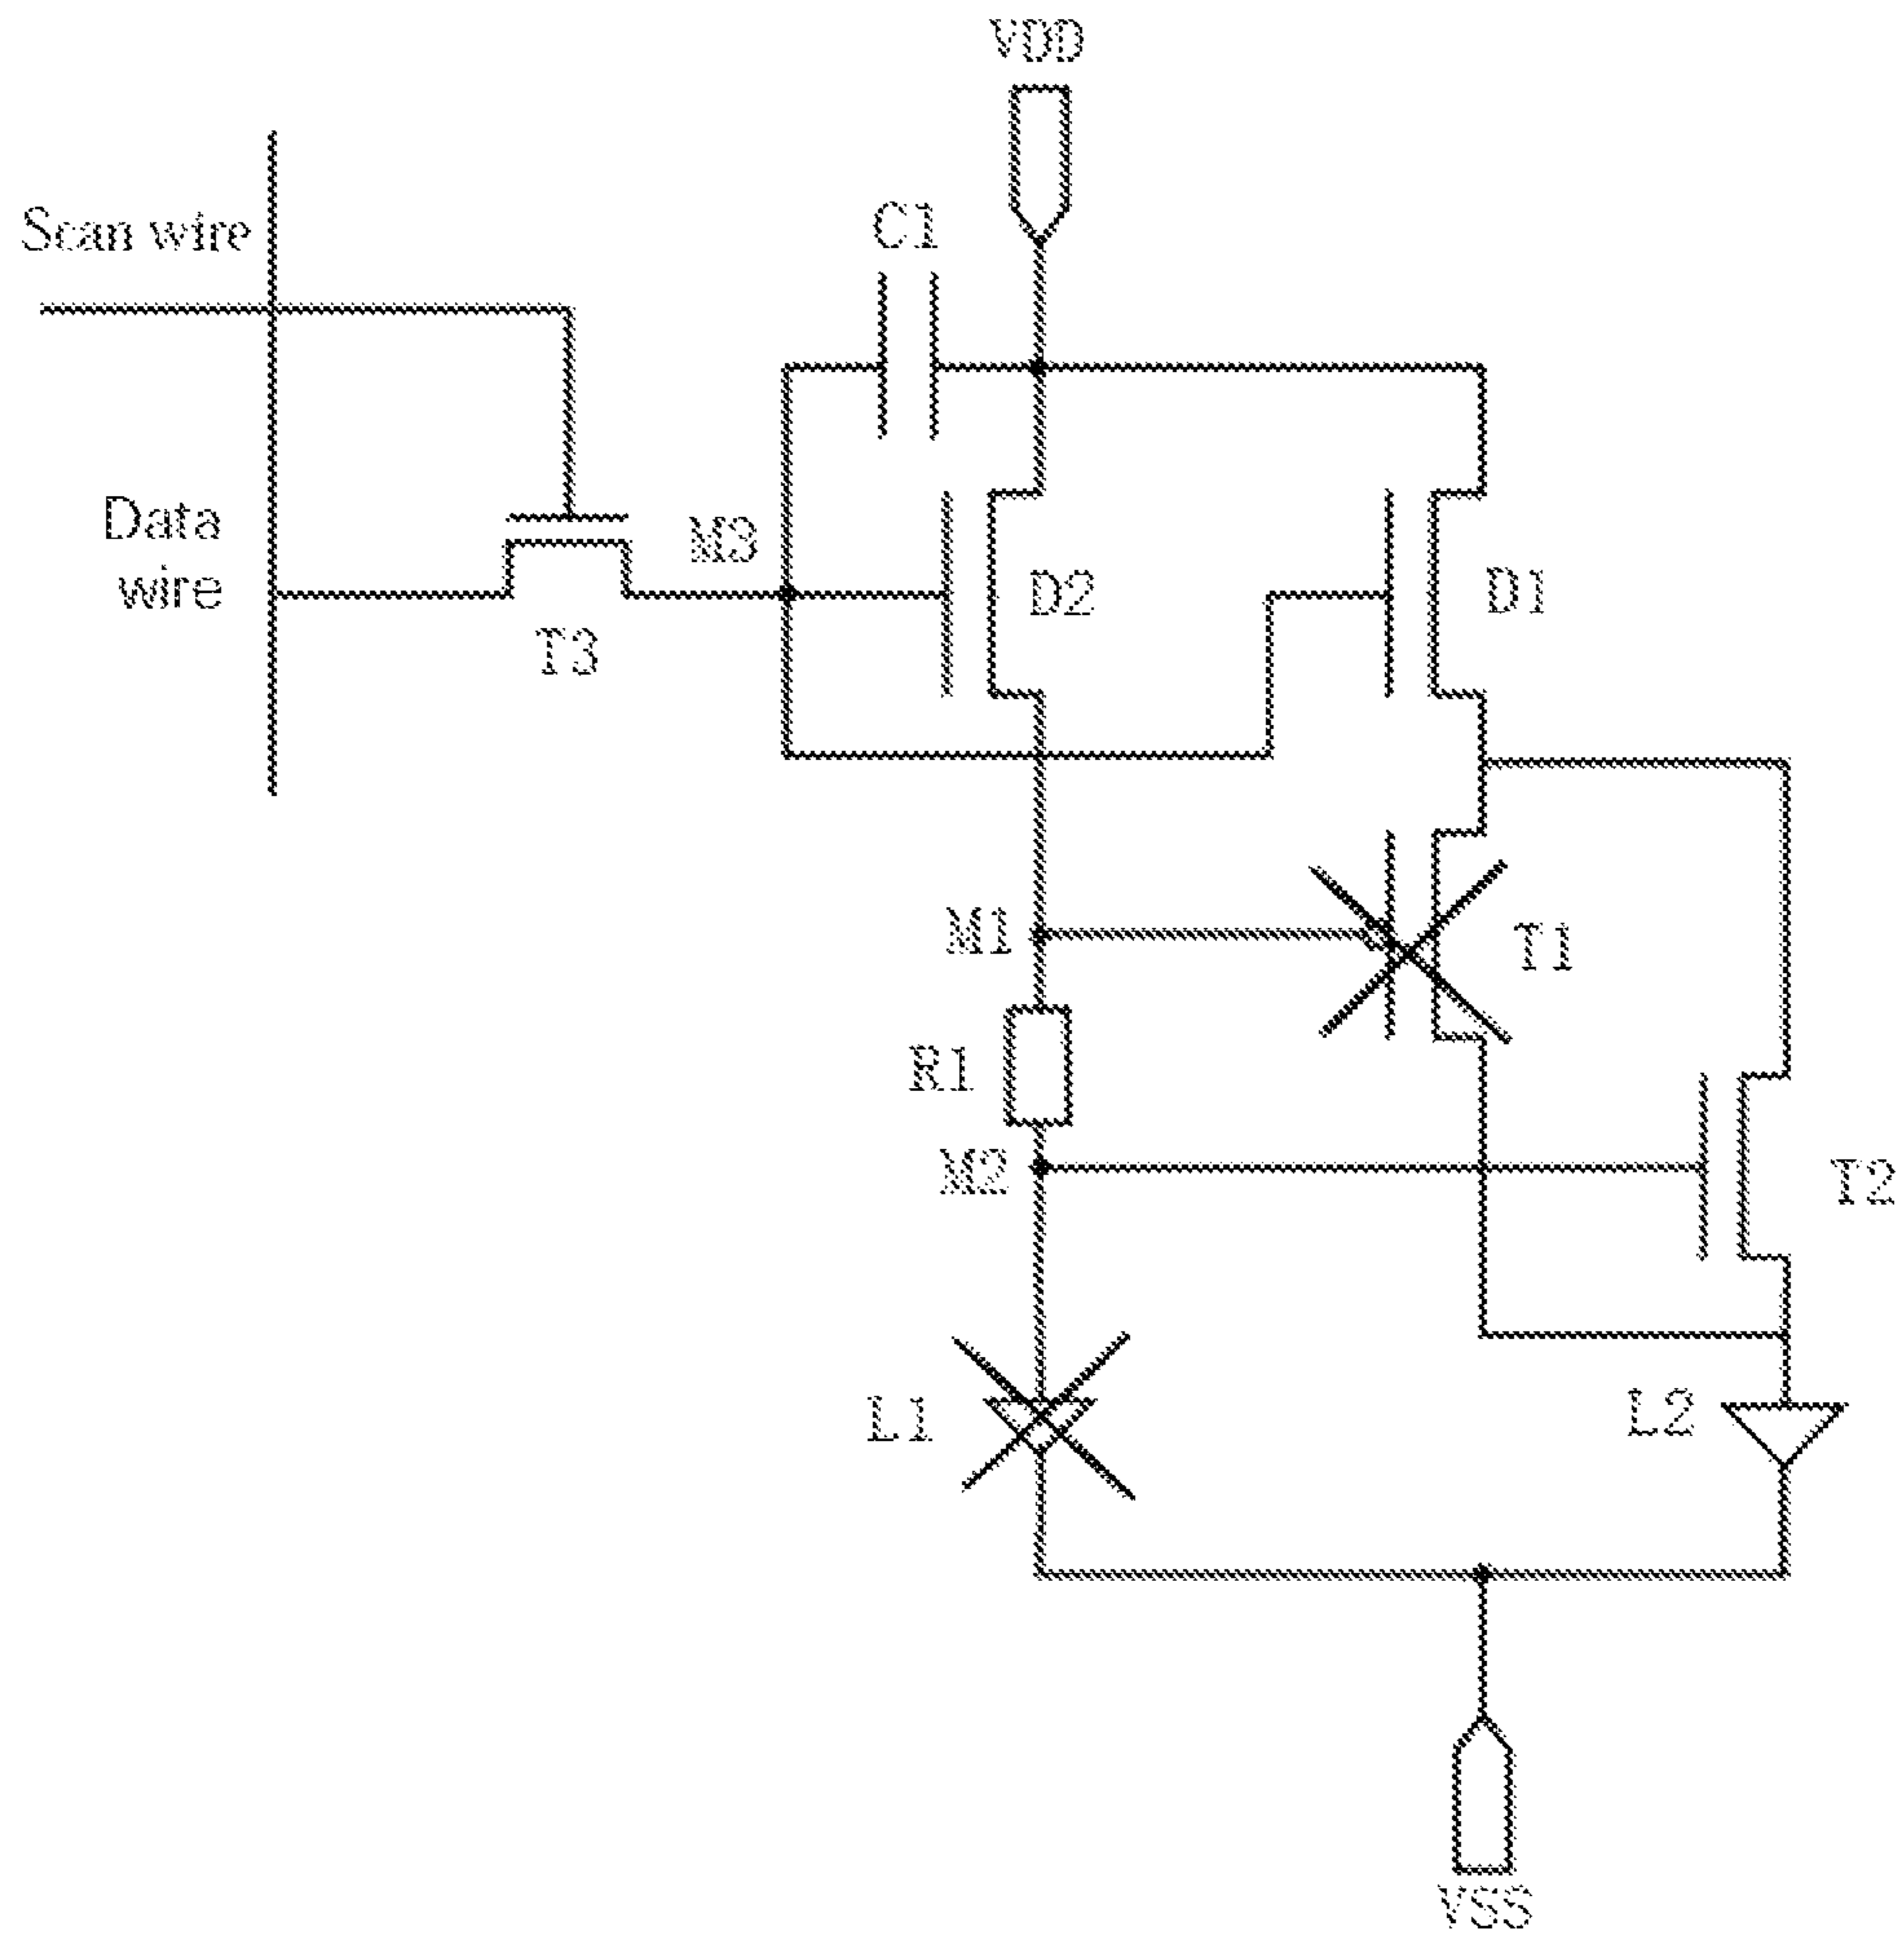 VDD
Scan wire
C1
Data
wire
M3
D2
D1
T3
M1
T1
R1
M2
T2
L1
L2
VSS